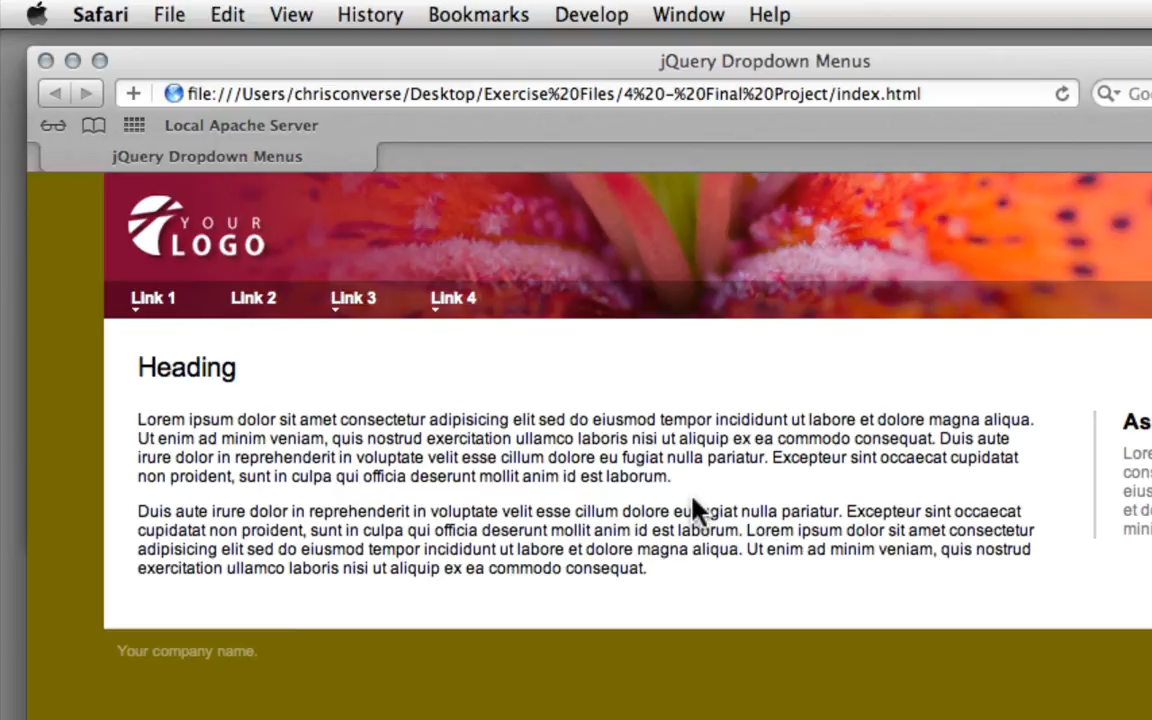 Safari File Edit View History Bookmarks Develop Window Help
jQuery Dropdown Menus
file:///Users/chrisconverse/Desktop/Exercise%20Files/4%20-%20Final%20Project/index.html
Local Apache Server
jQuery Dropdown Menus
YOUR
LOGO
Link 1 Link 2 Link 3 Link 4
Heading
Lorem ipsum dolor sit amet consectetur adipisicing elit sed do eiusmod tempor incididunt ut labore et dolore magna aliqua.
Ut enim ad minim veniam, quis nostrud exercitation ullamco laboris nisi ut aliquip ex ea commodo consequat. Duis aute
irure dolor in reprehenderit in voluptate velit esse cillum dolore eu fugiat nulla pariatur. Excepteur sint occaecat cupidatat
non proident, sunt in culpa qui officia deserunt mollit anim id est laborum.
Duis aute irure dolor in reprehenderit in voluptate velit esse cillum dolore eu nulla pariatur. Excepteur sint occaecat
cupidatat non proident, sunt in culpa qui officia deserunt mollit anim id est laborum. Lorem ipsum dolor sit amet consectetur
adipisicing elit sed do eiusmod tempor incididunt ut labore et dolore magna aliqua. Ut enim ad minim veniam, quis nostrud
exercitation ullamco laboris nisi ut aliquip ex ea commodo consequat.
Your company name.